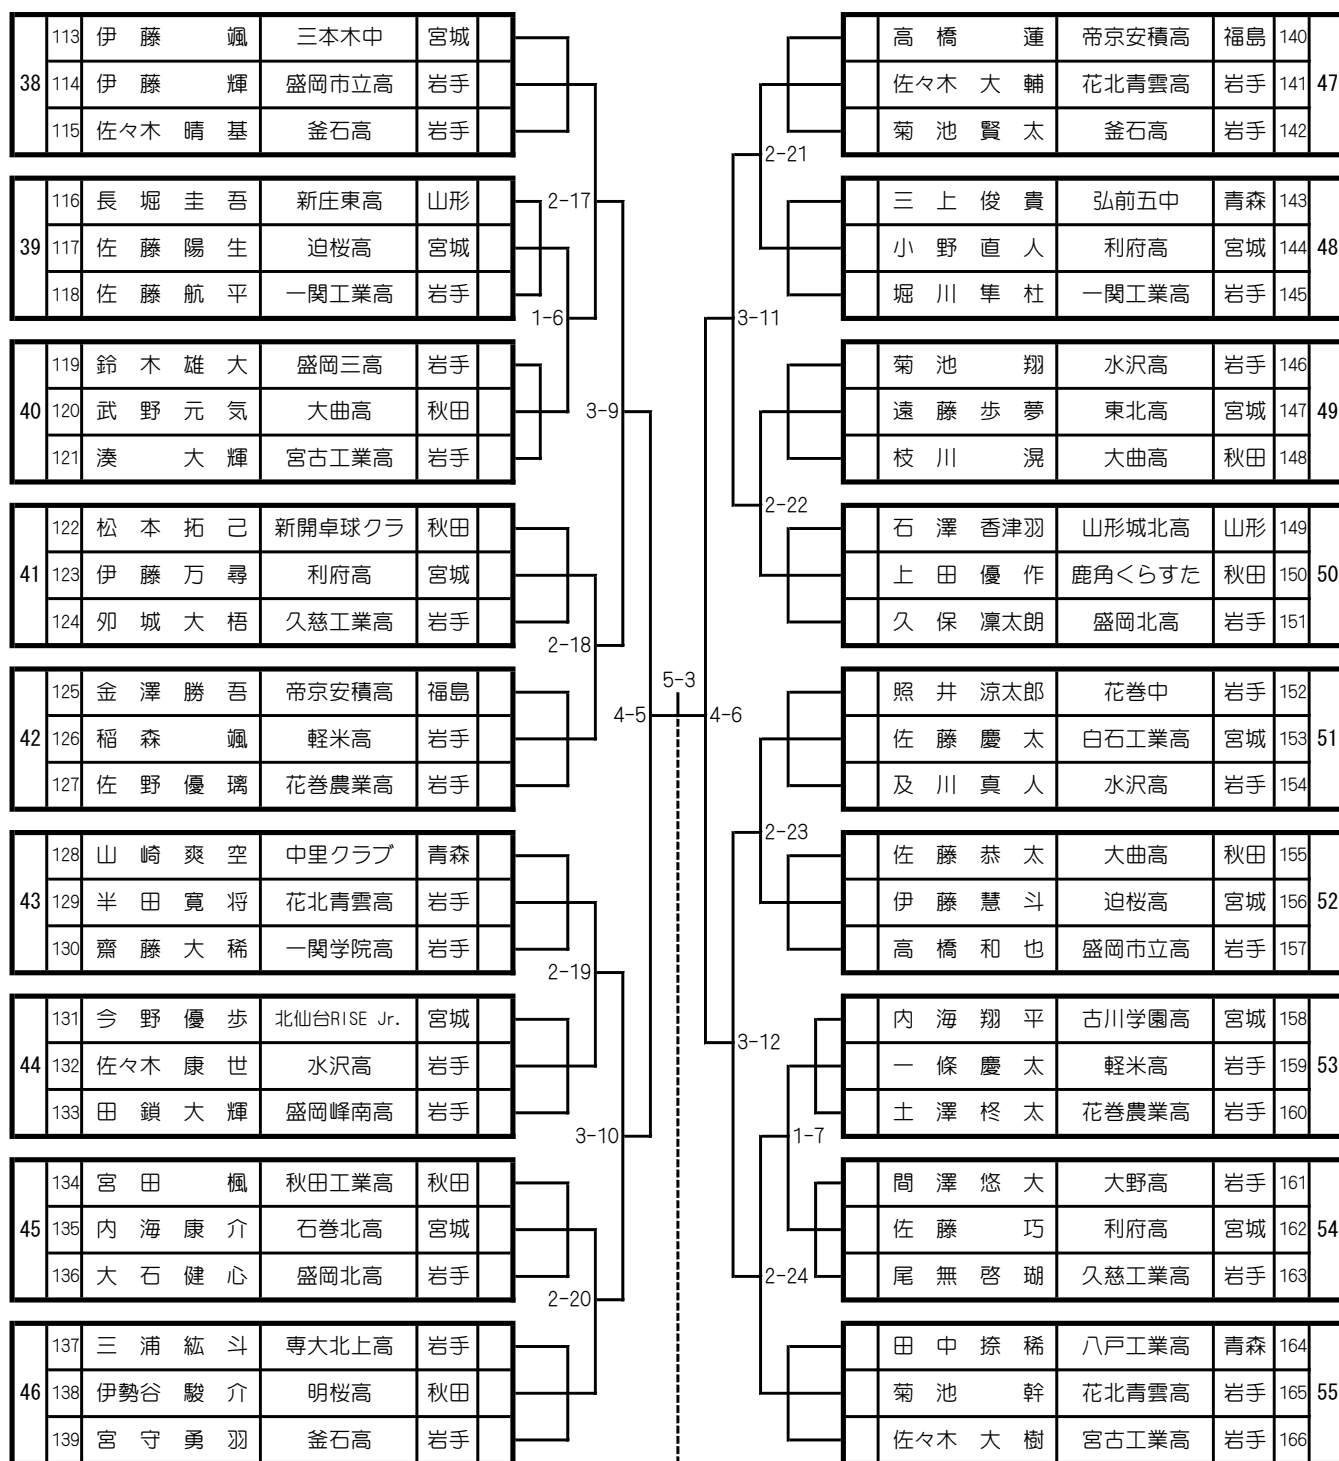 38
113 伊藤 颯 三本木中 宮城
114 伊藤 輝 盛岡市立高 岩手
115 佐々木 晴基 釜石高 岩手
39
116 長堀圭吾 新庄東高 山形
117 佐藤陽生 迫桜高 宮城
118 佐藤航平 一関工業高 岩手
40
119 鈴木雄大 盛岡三高 岩手
120 武野元気 大曲高 秋田
121 湊 大輝 宮古工業高 岩手
41
122 松本拓己 新開卓球クラ 秋田
123 伊藤万尋 利府高 宮城
124 夘城大梧 久慈工業高 岩手
42
125 金澤勝吾 帝京安積高 福島
126 稲森 颯 軽米高 岩手
127 佐野優璃 花巻農業高 岩手
43
128 山崎爽空 中里クラブ 青森
129 半田寛将 花北青雲高 岩手
130 齋藤大稀 一関学院高 岩手
44
131 今野優歩 北仙台RISE Jr. 宮城
132 佐々木 康世 水沢高 岩手
133 田鎖大輝 盛岡峰南高 岩手
45
134 宮田 楓 秋田工業高 秋田
135 内海康介 石巻北高 宮城
136 大石健心 盛岡北高 岩手
46
137 三浦紘斗 専大北上高 岩手
138 伊勢谷 駿介 明桜高 秋田
139 宮守勇羽 釜石高 岩手
2-17
1-6
3-9
2-18
4-5
2-19
3-10
2-20
5-3
4-6
2-21
3-11
2-22
2-23
3-12
1-7
2-24
高橋 蓮 帝京安積高 福島 140
佐々木 大輔 花北青雲高 岩手 141
菊池賢太 釜石高 岩手 142
47
三上俊貴 弘前五中 青森 143
小野直人 利府高 宮城 144
堀川隼杜 一関工業高 岩手 145
48
菊池 翔 水沢高 岩手 146
遠藤歩夢 東北高 宮城 147
枝川 滉 大曲高 秋田 148
49
石澤 香津羽 山形城北高 山形 149
上田優作 鹿角くらすた 秋田 150
久保 凛太朗 盛岡北高 岩手 151
50
照井 涼太郎 花巻中 岩手 152
佐藤慶太 白石工業高 宮城 153
及川真人 水沢高 岩手 154
51
佐藤恭太 大曲高 秋田 155
伊藤慧斗 迫桜高 宮城 156
高橋和也 盛岡市立高 岩手 157
52
内海翔平 古川学園高 宮城 158
一條慶太 軽米高 岩手 159
土澤柊太 花巻農業高 岩手 160
53
間澤悠大 大野高 岩手 161
佐藤 巧 利府高 宮城 162
尾無啓瑚 久慈工業高 岩手 163
54
田中捺稀 八戸工業高 青森 164
菊池 幹 花北青雲高 岩手 165
佐々木 大樹 宮古工業高 岩手 166
55